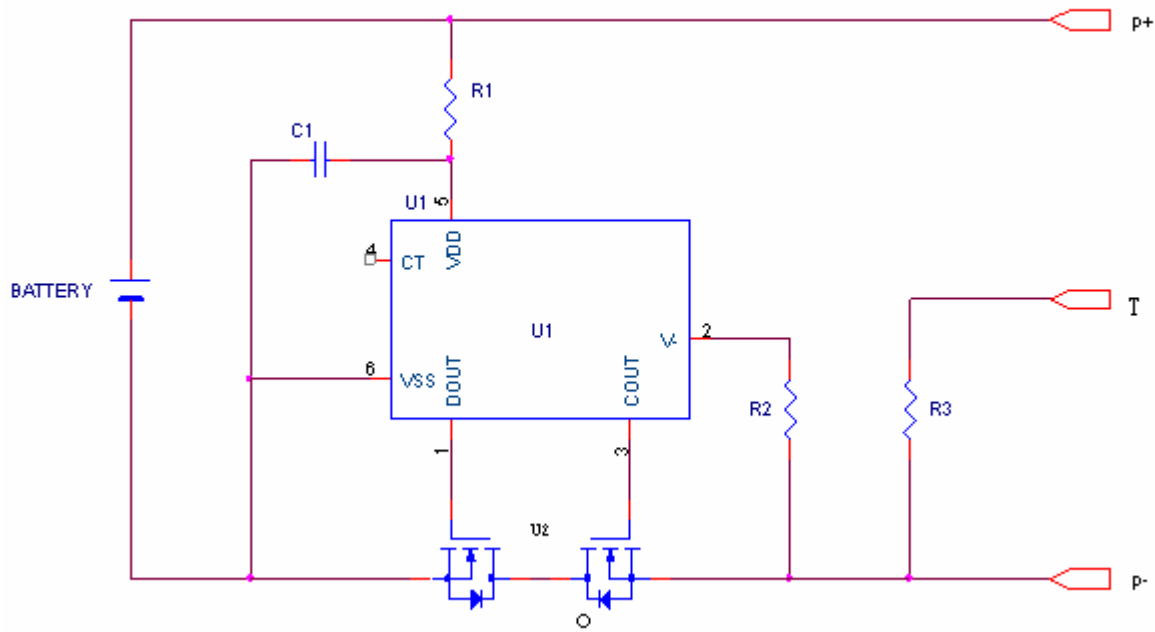 p+
R1
C1
U1
5
4
CT
VDD
BATTERY
T
U1
2
V-
6
VSS
DOUT
COUT
R2
R3
1
3
U2
p-